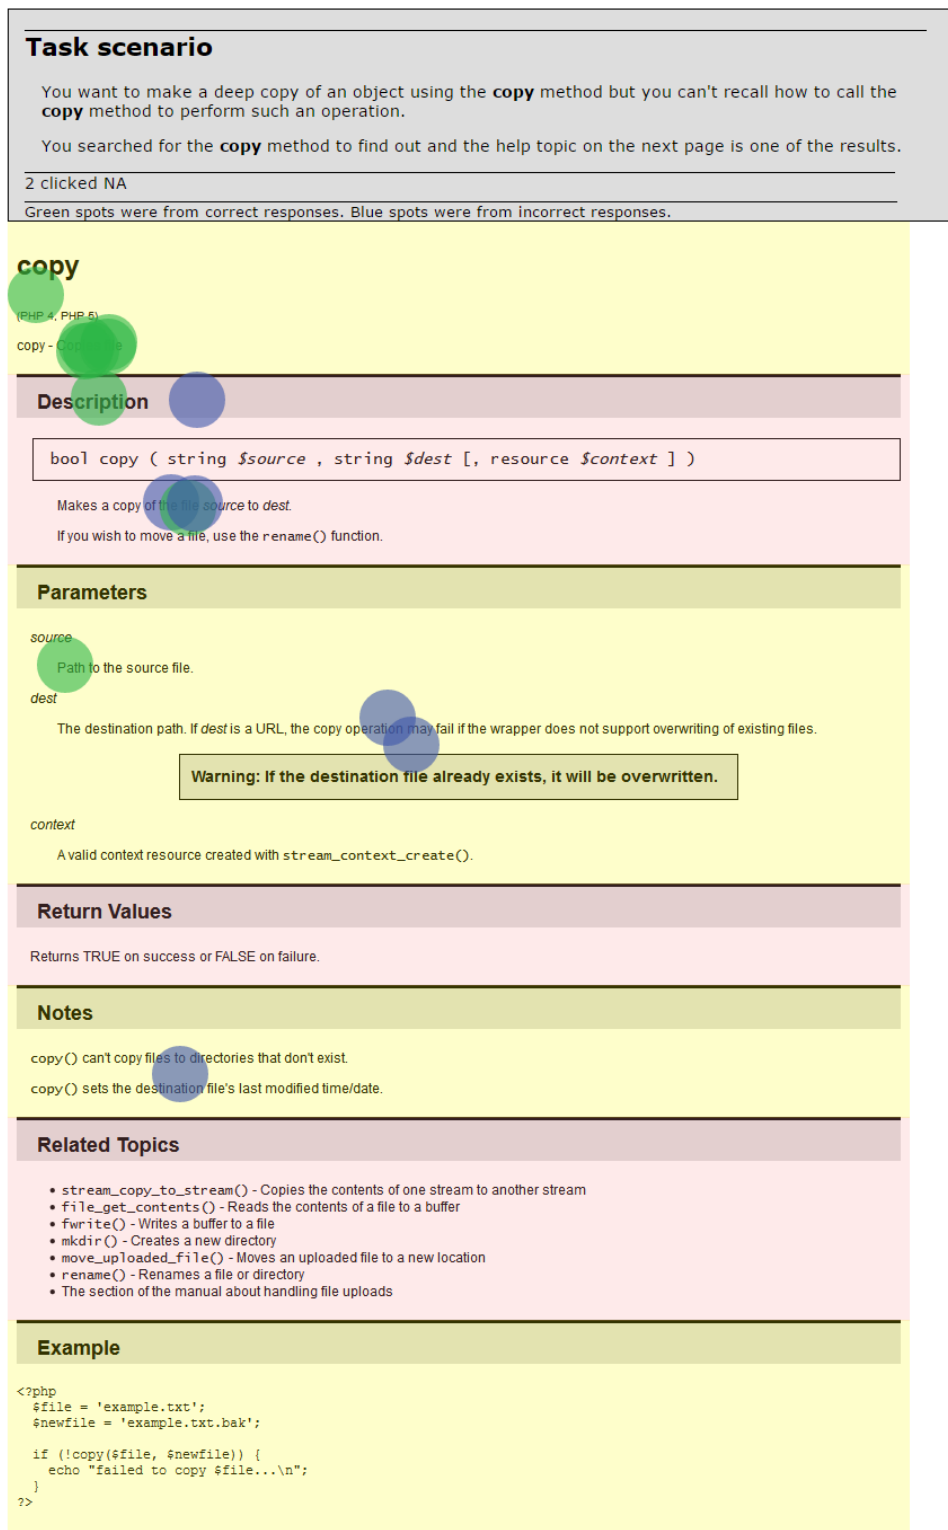 Task scenario
You want to make a deep copy of an object using the copy method but you can't recall how to call the
copy method to perform such an operation.
You searched for the copy method to find out and the help topic on the next page is one of the results.
2 clicked NA
Green spots were from correct responses. Blue spots were from incorrect responses.
copy
(PHP 4, PHP 5)
copy - Copies file
Description
bool copy ( string $source , string $dest [, resource $context ] )
Makes a copy of the file source to dest.
If you wish to move a file, use the rename() function.
Parameters
source
Path to the source file.
dest
The destination path. If dest is a URL, the copy operation may fail if the wrapper does not support overwriting of existing files.
Warning: If the destination file already exists, it will be overwritten.
context
A valid context resource created with stream_context_create().
Return Values
Returns TRUE on success or FALSE on failure.
Notes
copy() can't copy files to directories that don't exist.
copy() sets the destination file's last modified time/date.
Related Topics
• stream_copy_to_stream() - Copies the contents of one stream to another stream
• file_get_contents() - Reads the contents of a file to a buffer
• fwrite() - Writes a buffer to a file
• mkdir() - Creates a new directory
• move_uploaded_file() - Moves an uploaded file to a new location
• rename() - Renames a file or directory
• The section of the manual about handling file uploads
Example
<?php
$file = 'example.txt';
$newfile = 'example.txt.bak';
if (!copy($file, $newfile)) {
echo "failed to copy $file...\n";
}
?>